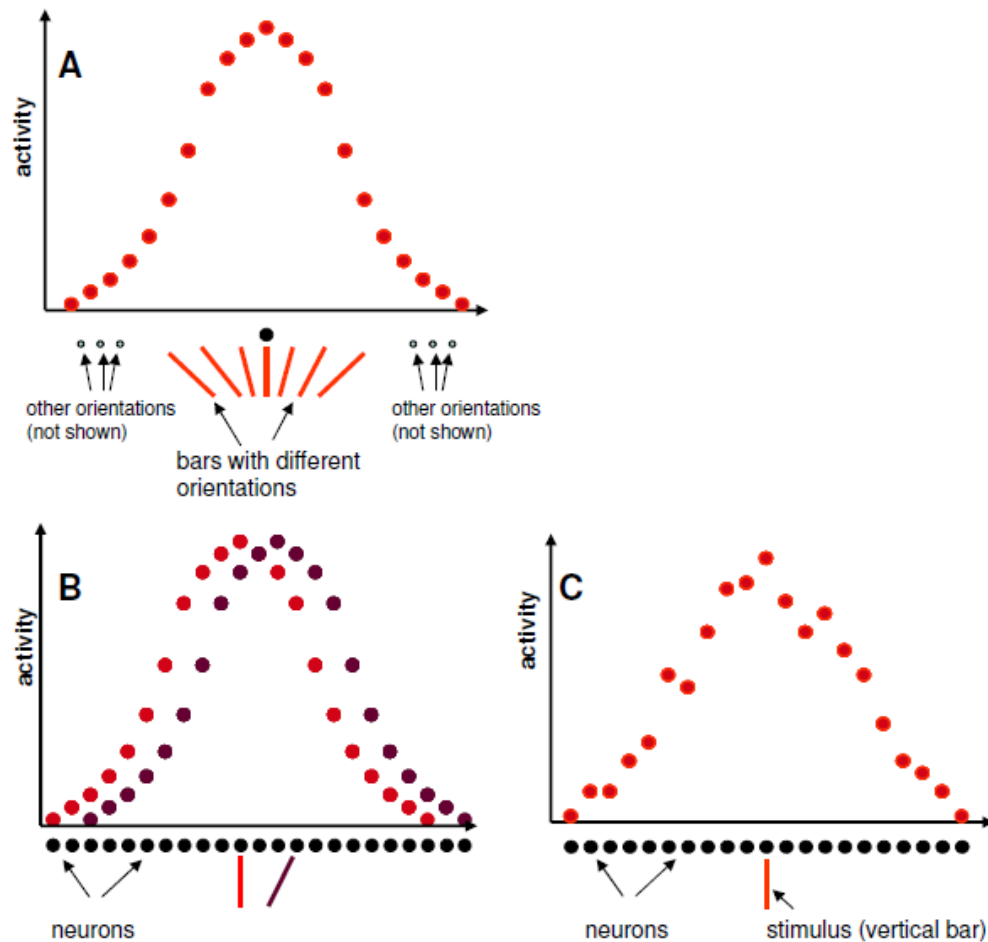 A
activity
other orientations
(not shown)
other orientations
(not shown)
bars with different
orientations
B
activity
neurons
C
activity
neurons
stimulus (vertical bar)